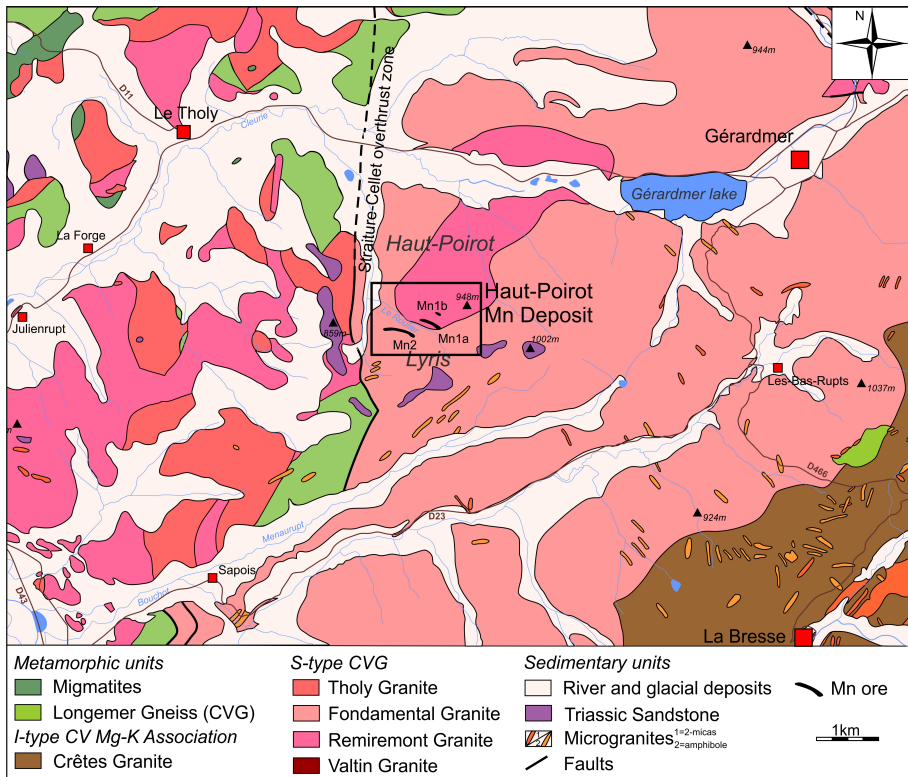 N
944m
D11
Le Tholy
Cleurie
Straiture-Cellet overthrust zone
Gérardmer
Gérardmer lake
La Forge
Haut-Poirot
Haut-Poirot
Mn Deposit
948m
Mn1b
Julienrupt
859m
Mn2
Mn1a
Lyris
1002m
Les-Bas-Rupts
1037m
m
D466
924m
D23
Menaurupt
Sapois
Bouchot
D43
La Bresse
Metamorphic units
Migmatites
Longemer Gneiss (CVG)
I-type CV Mg-K Association
Crêtes Granite
S-type CVG
Tholy Granite
Fondamental Granite
Remiremont Granite
Valtin Granite
Sedimentary units
River and glacial deposits
Triassic Sandstone
Microgranites 1=2-micas
2=amphibole
1 2
Faults
Mn ore
1km